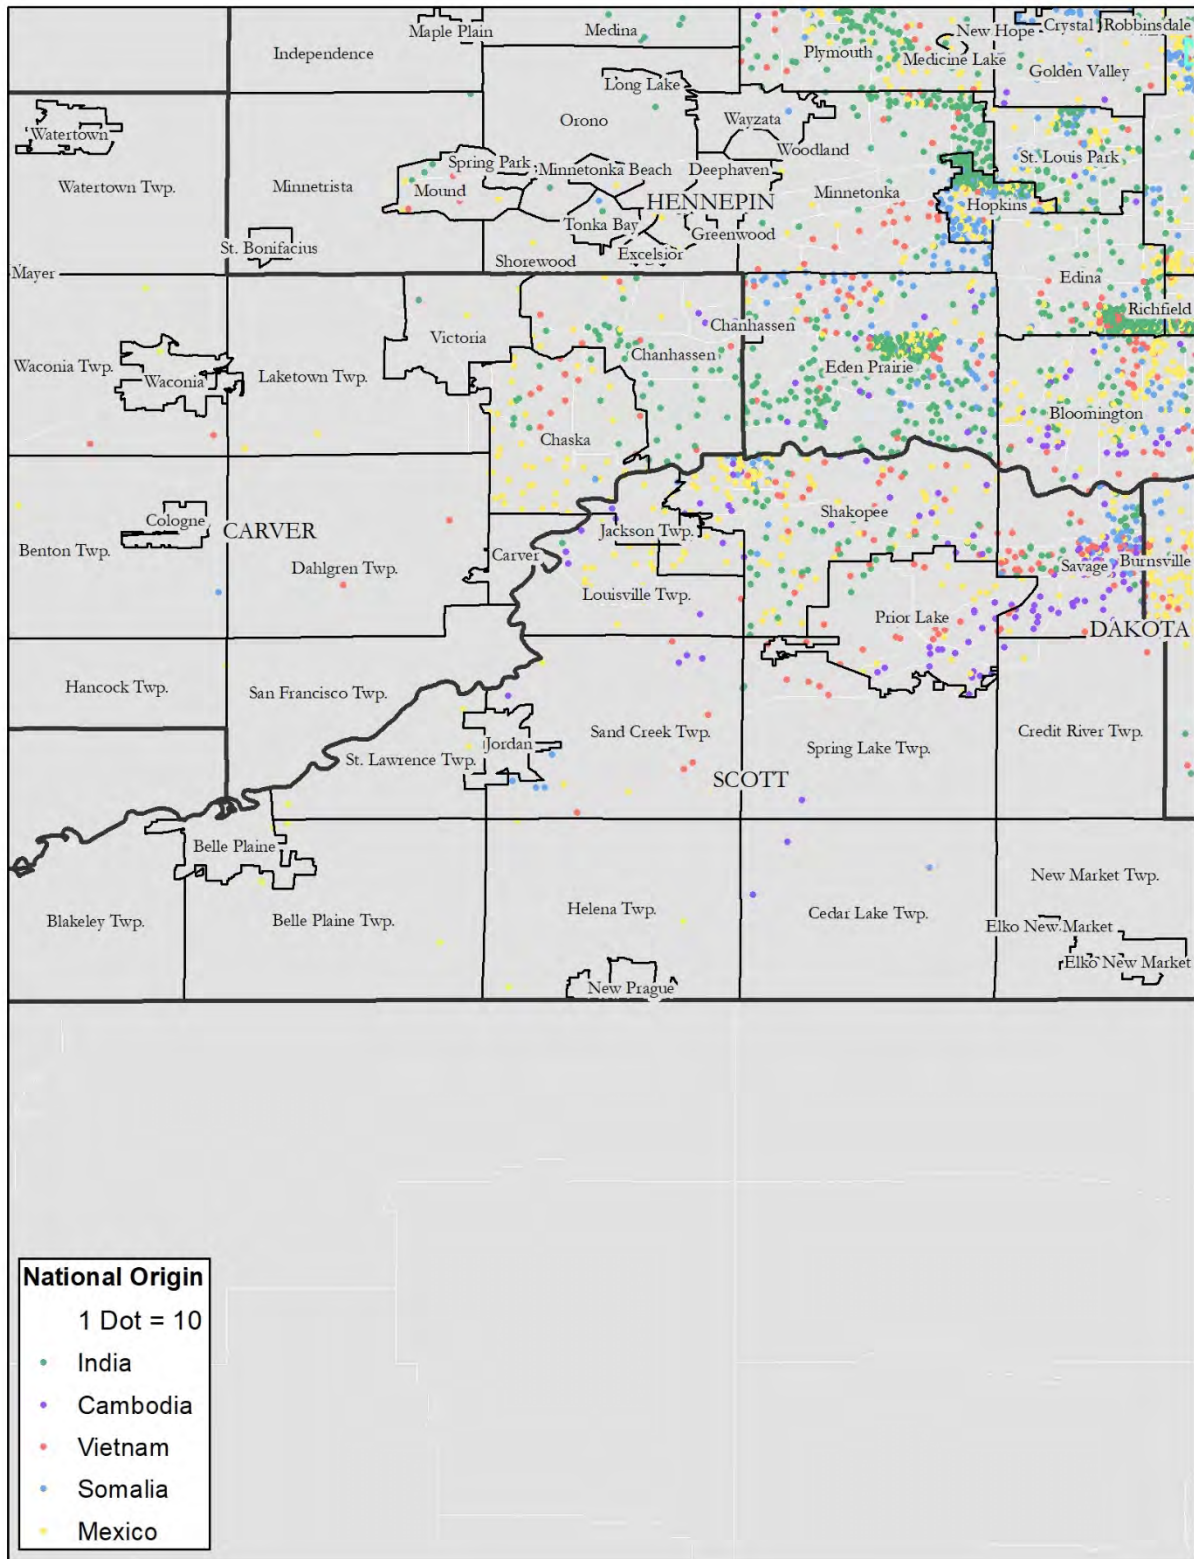 Maple Plain
Medina
New Hope
Crystal
Robbinsdale
Independence
Plymouth
Medicine Lake
Golden Valley
Long Lake
Watertown
Orono
Wayzata
Woodland
St. Louis Park
Spring Park
Minnetonka Beach
Deephaven
Watertown Twp.
Minnetrista
Mound
Minnetonka
HENNEPIN
Hopkins
Tonka Bay
Greenwood
St. Bonifacius
Excelsior
Shorewood
Mayer
Edina
Richfield
Chanhassen
Victoria
Chanhassen
Waconia Twp.
Waconia
Laketown Twp.
Eden Prairie
Bloomington
Chaska
Cologne
CARVER
Shakopee
Jackson Twp.
Benton Twp.
Dahlgren Twp.
Carver
Savage
Burnsville
Louisville Twp.
Prior Lake
DAKOTA
Hancock Twp.
San Francisco Twp.
Sand Creek Twp.
Credit River Twp.
Jordan
Spring Lake Twp.
St. Lawrence Twp.
SCOTT
Belle Plaine
New Market Twp.
Blakeley Twp.
Belle Plaine Twp.
Helena Twp.
Cedar Lake Twp.
Elko New Market
Elko New Market
New Prague
National Origin
1 Dot = 10
India
Cambodia
Vietnam
Somalia
Mexico